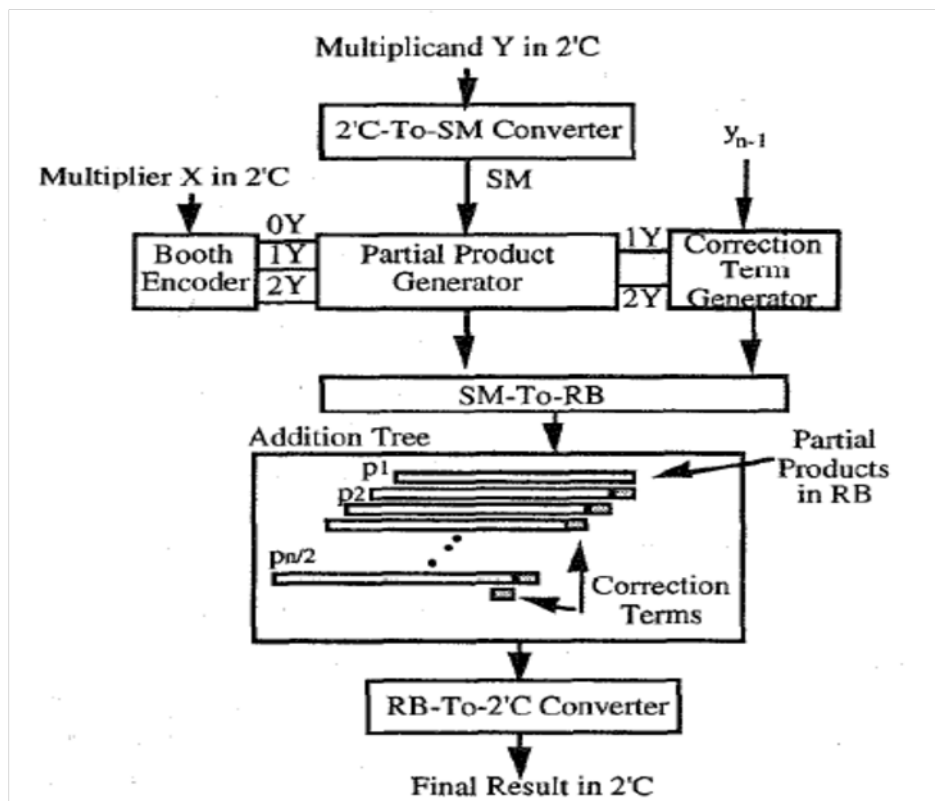 Multiplicand Y in 2'C
2'C-To-SM Converter
yn-1
Multiplier X in 2'C
SM
0Y
1Y
2Y
Booth
Encoder
Partial Product
Generator
1Y
2Y
Correction
Term
Generator
SM-To-RB
Addition Tree
Partial
Products
in RB
p1
p2
pn/2
Correction
Terms
RB-To-2'C Converter
Final Result in 2'C